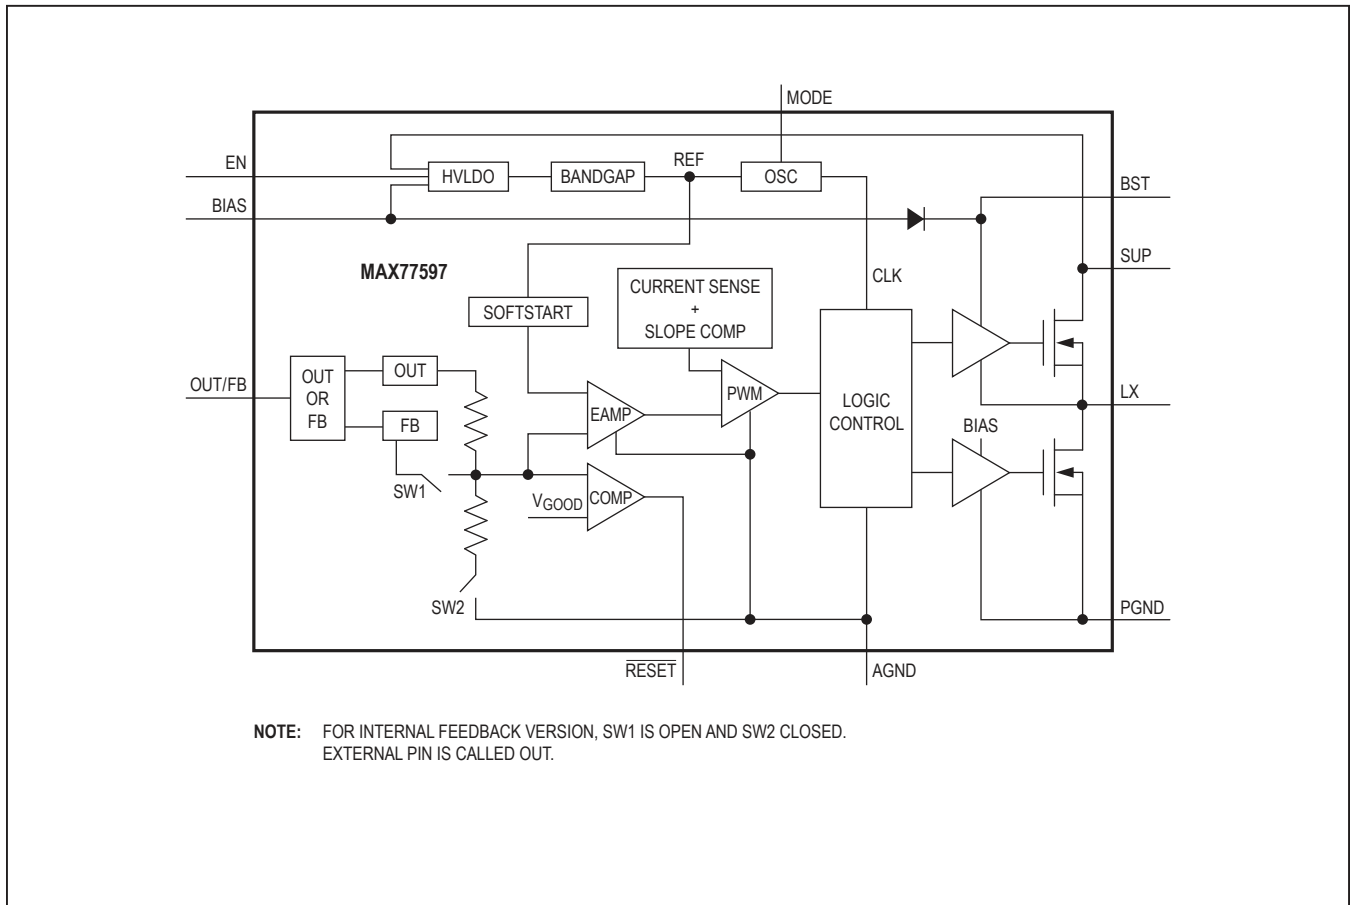 MODE
EN
HVLDO
BANDGAP
REF
OSC
BIAS
BST
MAX77597
SUP
CLK
CURRENT SENSE
+
SLOPE COMP
SOFTSTART
OUT/FB
OUT
OR
FB
OUT
FB
SW1
EAMP
PWM
LOGIC
CONTROL
LX
BIAS
VGOOD
COMP
SW2
PGND
RESET
AGND
NOTE: FOR INTERNAL FEEDBACK VERSION, SW1 IS OPEN AND SW2 CLOSED.
EXTERNAL PIN IS CALLED OUT.